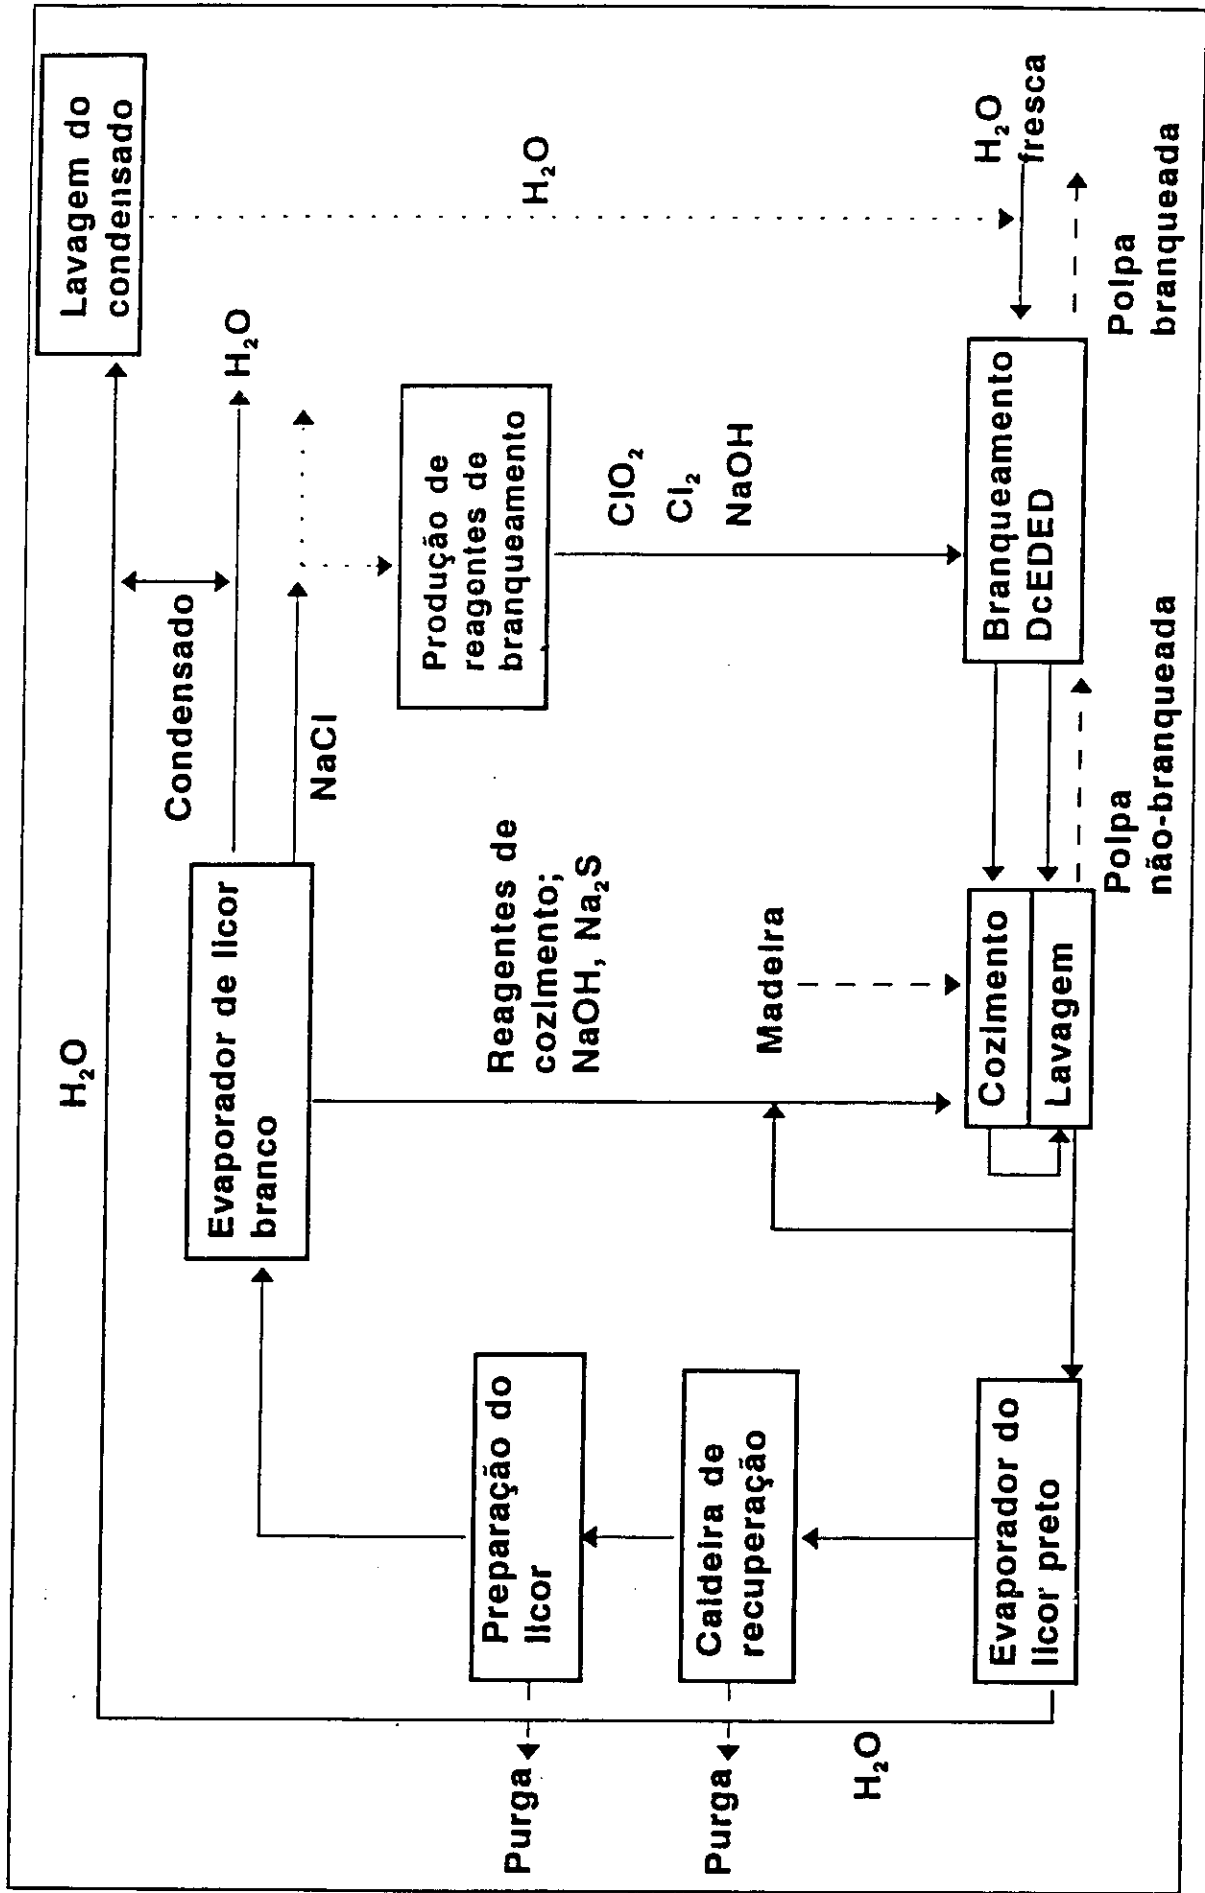 H₂O
Lavagem do
condensado
Condensado
H₂O
Evaporador de licor
branco
NaCl
H₂O
Preparação do
licor
Purga
Produção de
reagentes de
branqueamento
Reagentes de
cozimento;
NaOH, Na₂S
ClO₂
Cl₂
NaOH
Caldeira de
recuperação
Purga
Madeira
H₂O
Evaporador do
licor preto
Cozimento
Lavagem
Branqueamento
DcEDED
H₂O
fresca
Polpa
não-branqueada
Polpa
branqueada